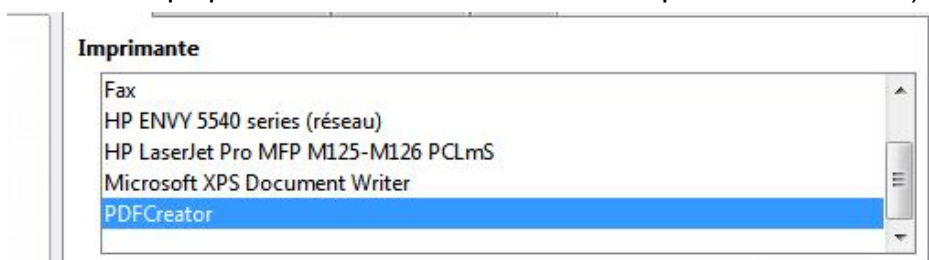 Imprimante
Fax
HP ENVY 5540 series (réseau)
HP LaserJet Pro MFP M125-M126 PCLmS
Microsoft XPS Document Writer
PDFCreator